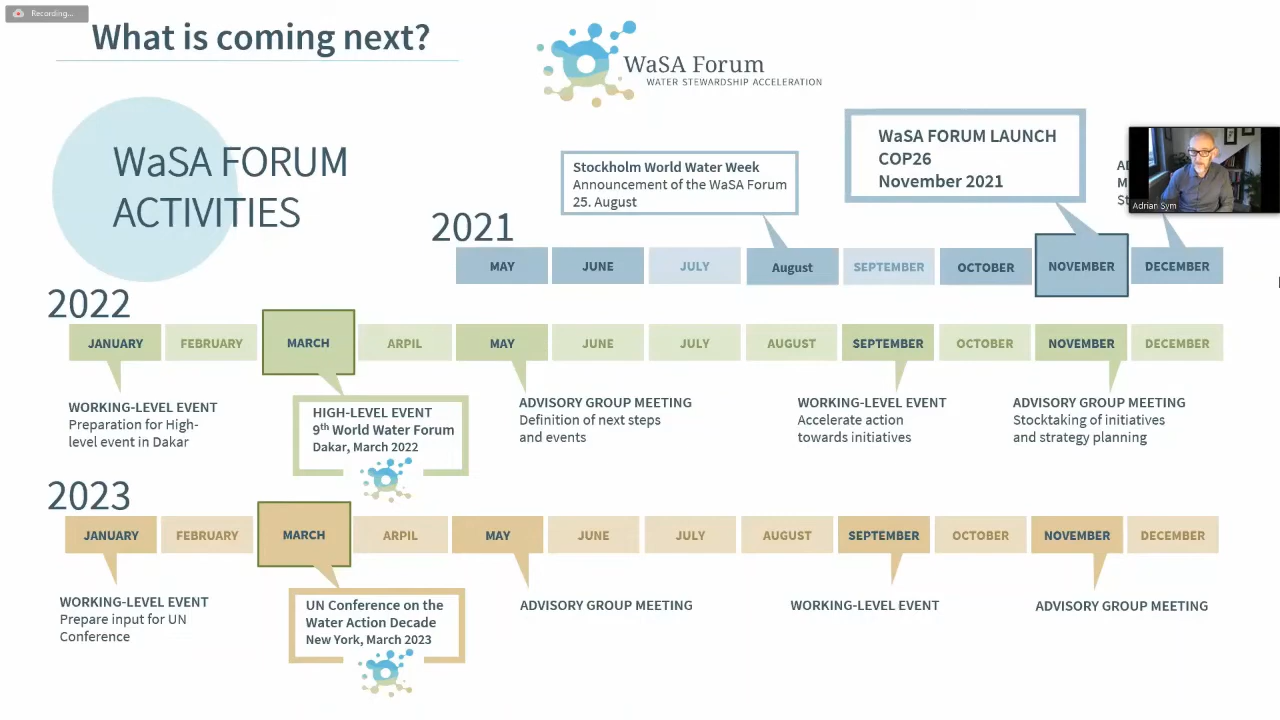 Recording...
What is coming next?
WaSA Forum
WATER STEWARDSHIP ACCELERATION
WaSA FORUM
ACTIVITIES
Stockholm World Water Week
Announcement of the WaSA Forum
25. August
WaSA FORUM LAUNCH
COP26
November 2021
Adrian Sym
2021
MAY JUNE JULY August SEPTEMBER OCTOBER NOVEMBER DECEMBER
2022
JANUARY FEBRUARY MARCH ARPIL MAY JUNE JULY AUGUST SEPTEMBER OCTOBER NOVEMBER DECEMBER
WORKING-LEVEL EVENT
Preparation for High-
level event in Dakar
HIGH-LEVEL EVENT
9th World Water Forum
Dakar, March 2022
ADVISORY GROUP MEETING
Definition of next steps
and events
WORKING-LEVEL EVENT
Accelerate action
towards initiatives
ADVISORY GROUP MEETING
Stocktaking of initiatives
and strategy planning
2023
JANUARY FEBRUARY MARCH ARPIL MAY JUNE JULY AUGUST SEPTEMBER OCTOBER NOVEMBER DECEMBER
WORKING-LEVEL EVENT
Prepare input for UN
Conference
UN Conference on the
Water Action Decade
New York, March 2023
ADVISORY GROUP MEETING
WORKING-LEVEL EVENT
ADVISORY GROUP MEETING